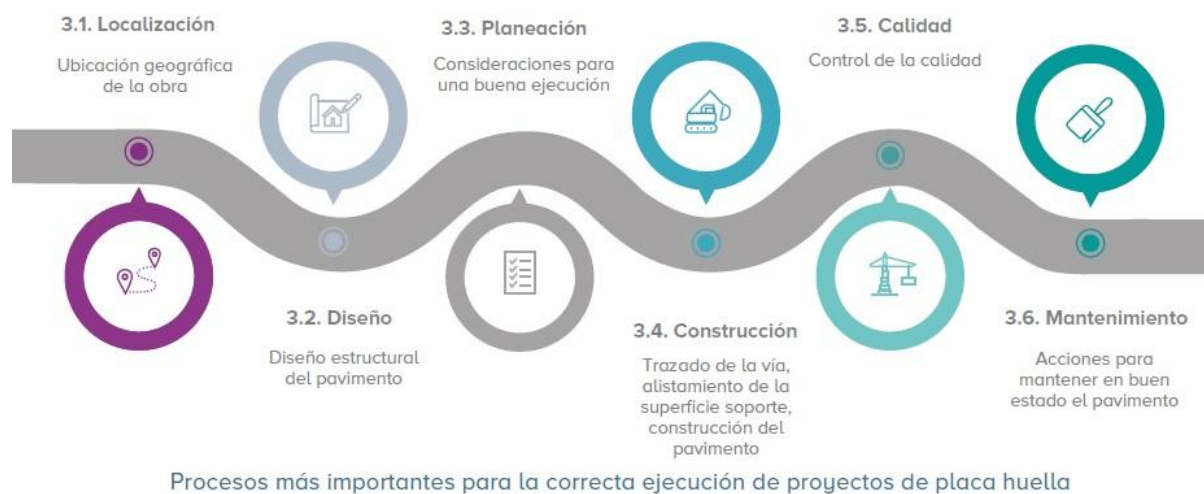 3.1. Localización
Ubicación geográfica
de la obra
3.2. Diseño
Diseño estructural
del pavimento
3.3. Planeación
Consideraciones para
una buena ejecución
3.4. Construcción
Trazado de la vía,
alistamiento de la
superficie soporte,
construcción del
pavimento
3.5. Calidad
Control de la calidad
3.6. Mantenimiento
Acciones para
mantener en buen
estado el pavimento
Procesos más importantes para la correcta ejecución de proyectos de placa huella